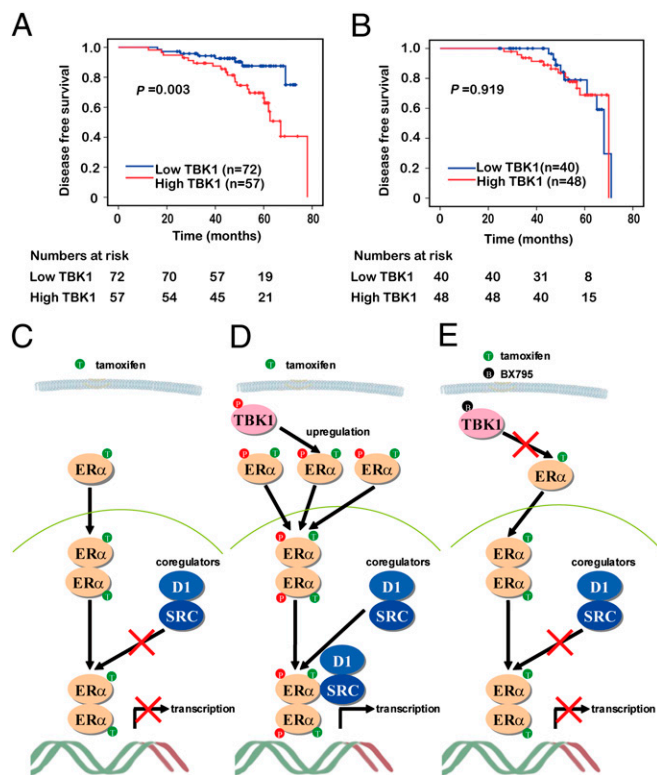 A
Disease free survival
1.0
0.8
0.6
0.4
0.2
0
P =0.003
Low TBK1 (n=72)
High TBK1 (n=57)
0 20 40 60 80
Time (months)
Numbers at risk
Low TBK1 72 70 57 19
High TBK1 57 54 45 21
B
Disease free survival
1.0
0.8
0.6
0.4
0.2
0
P =0.919
Low TBK1(n=40)
High TBK1 (n=48)
0 20 40 60 80
Time (months)
Numbers at risk
Low TBK1 40 40 31 8
High TBK1 48 48 40 15
C
T tamoxifen
T
ERα
T
ERα
ERα
T
coregulators
D1
SRC
T
ERα
ERα
T
transcription
D
T tamoxifen
P
TBK1
upregulation
P T P T P T
ERα ERα ERα
P T
ERα
ERα
P T
coregulators
D1
SRC
D1
P T
ERα SRC
ERα
P T
transcription
E
T tamoxifen
B BX795
B
TBK1
T
ERα
T
ERα
ERα
T
coregulators
D1
SRC
T
ERα
ERα
T
transcription